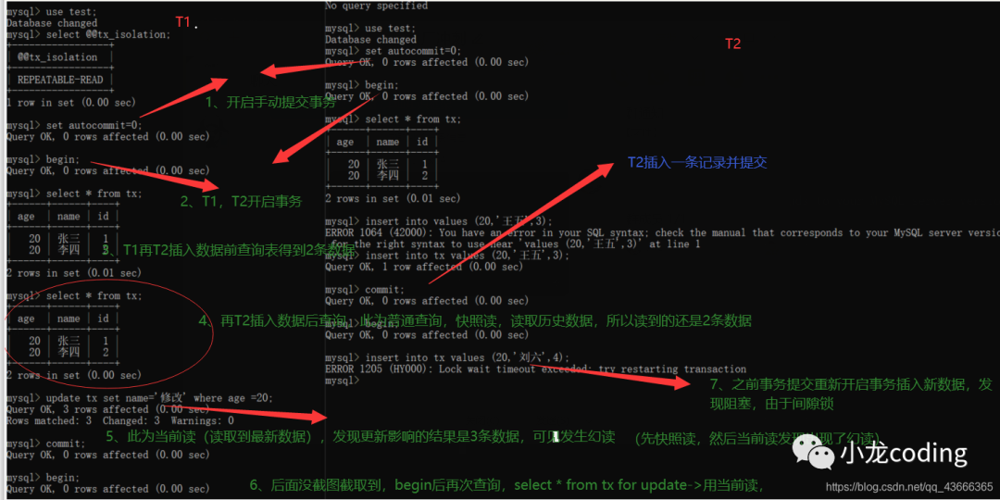 mysql> use test;
Database changed
mysql> select @@tx_isolation;
@@tx_isolation
REPEATABLE-READ
1 row in set (0.00 sec)
mysql> set autocommit=0;
Query OK, 0 rows affected (0.00 sec)
mysql> begin;
Query OK, 0 rows affected (0.00 sec)
mysql> select * from tx;
| age | name | id |
| 20 | 张三 | 1 |
| 20 | 李四 | 2 |
2 rows in set (0.01 sec)
mysql> select * from tx;
| age | name | id |
| 20 | 张三 | 1 |
| 20 | 李四 | 2 |
2 rows in set (0.00 sec)
mysql> update tx set name='修改' where age =20;
Query OK, 3 rows affected (0.00 sec)
Rows matched: 3  Changed: 3  Warnings: 0
mysql> commit;
Query OK, 0 rows affected (0.00 sec)
mysql> begin;
Query OK, 0 rows affected (0.00 sec)
T1 .
1、开启手动提交事务
2、T1，T2开启事务
3、T1再T2插入数据前查询表得到2条数据
4、再T2插入数据后查询，此为普通查询，快照读，读取历史数据，所以读到的还是2条数据
5、此为当前读（读取到最新数据），发现更新影响的结果是3条数据，可见发生幻读 （先快照读，然后当前读发现出现了幻读）
6、后面没截图截取到，begin后再次查询，select * from tx for update->用当前读，
No query specified
mysql> use test;
Database changed
mysql> set autocommit=0;
Query OK, 0 rows affected (0.00 sec)
mysql> begin;
Query OK, 0 rows affected (0.00 sec)
mysql> select * from tx;
| age | name | id |
| 20 | 张三 | 1 |
| 20 | 李四 | 2 |
2 rows in set (0.01 sec)
mysql> insert into values (20,'王五',3);
ERROR 1064 (42000): You have an error in your SQL syntax; check the manual that corresponds to your MySQL server versio
for the right syntax to use near 'values (20,'王五',3)' at line 1
mysql> insert into tx values (20,'王五',3);
Query OK, 1 row affected (0.00 sec)
mysql> commit;
Query OK, 0 rows affected (0.00 sec)
mysql> begin;
Query OK, 0 rows affected (0.00 sec)
mysql> insert into tx values (20,'刘六',4);
ERROR 1205 (HY000): Lock wait timeout exceeded; try restarting transaction
mysql>
T2
T2插入一条记录并提交
7、之前事务提交重新开启事务插入新数据，发
现阻塞，由于间隙锁
小龙coding
https://blog.csdn.net/qq_43666365